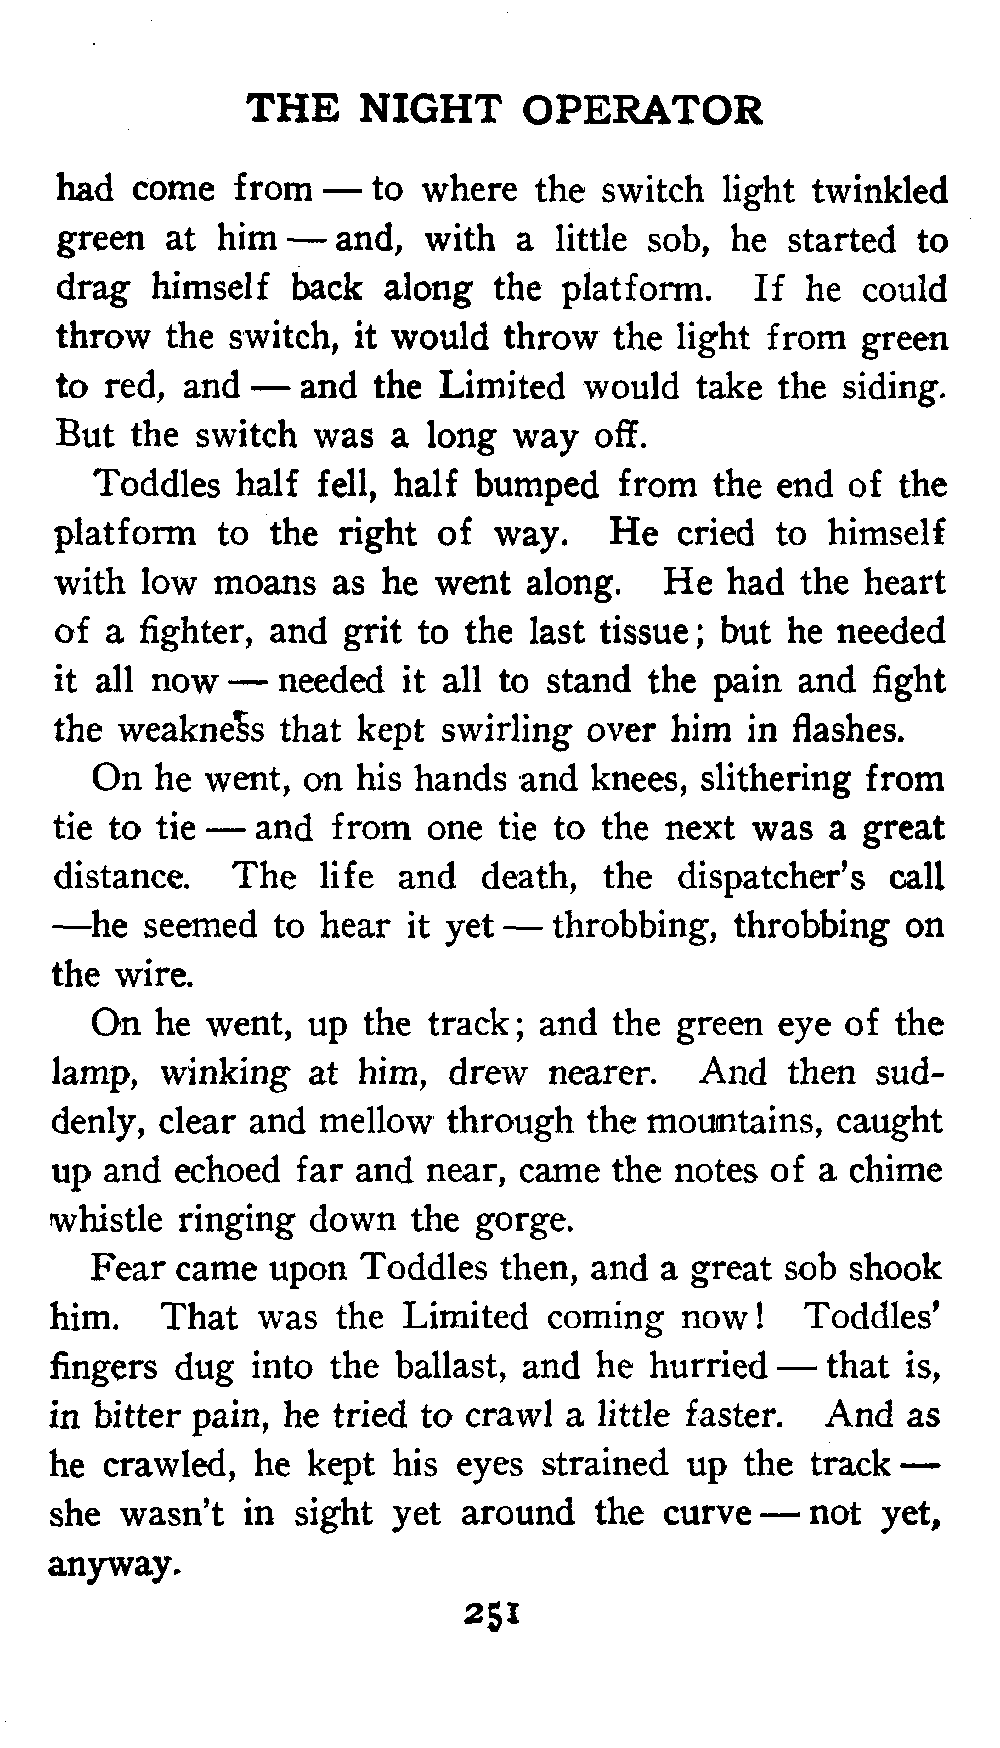 THE NIGHT OPERATOR
had come from — to where the switch light twinkled
green at him — and, with a little sob, he started to
drag himself back along the platform. If he could
throw the switch, it would throw the light from green
to red, and — and the Limited would take the siding.
But the switch was a long way off.
Toddles half fell, half bumped from the end of the
platform to the right of way. He cried to himself
with low moans as he went along. He had the heart
of a fighter, and grit to the last tissue; but he needed
it all now — needed it all to stand the pain and fight
the weakness that kept swirling over him in flashes.
On he went, on his hands and knees, slithering from
tie to tie — and from one tie to the next was a great
distance. The life and death, the dispatcher's call
—he seemed to hear it yet — throbbing, throbbing on
the wire.
On he went, up the track; and the green eye of the
lamp, winking at him, drew nearer. And then sud-
denly, clear and mellow through the mountains, caught
up and echoed far and near, came the notes of a chime
whistle ringing down the gorge.
Fear came upon Toddles then, and a great sob shook
him. That was the Limited coming now! Toddles'
fingers dug into the ballast, and he hurried — that is,
in bitter pain, he tried to crawl a little faster. And as
he crawled, he kept his eyes strained up the track —
she wasn't in sight yet around the curve — not yet,
anyway.
251